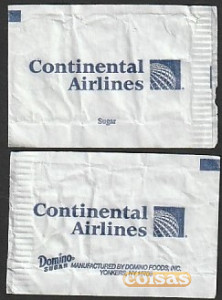 Continental
Airlines
Sugar
Continental
Airlines
Domino
SUGAR
MANUFACTURED BY DOMINO FOODS, INC.
YONKERS, NY
coisas